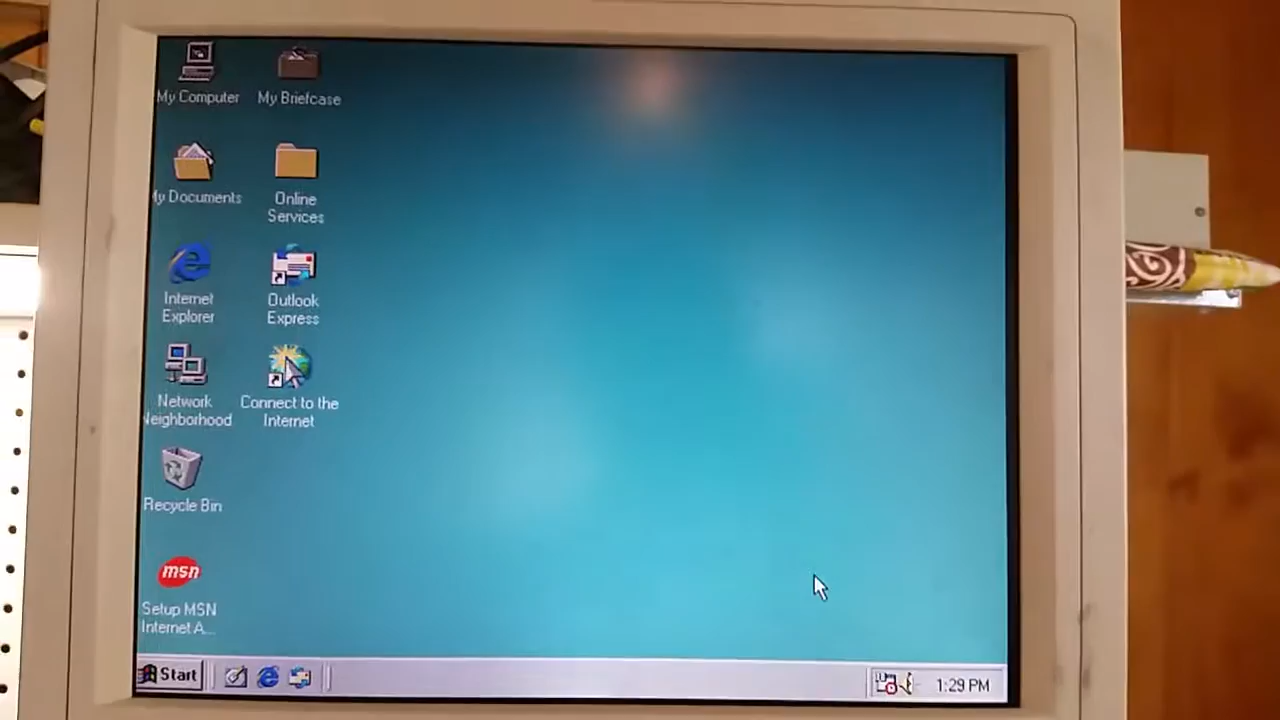 My Computer
My Briefcase
My Documents
Online
Services
Internet
Explorer
Outlook
Express
Network
Neighborhood
Connect to the
Internet
Recycle Bin
msn
Setup MSN
Internet A...
Start
1:29 PM